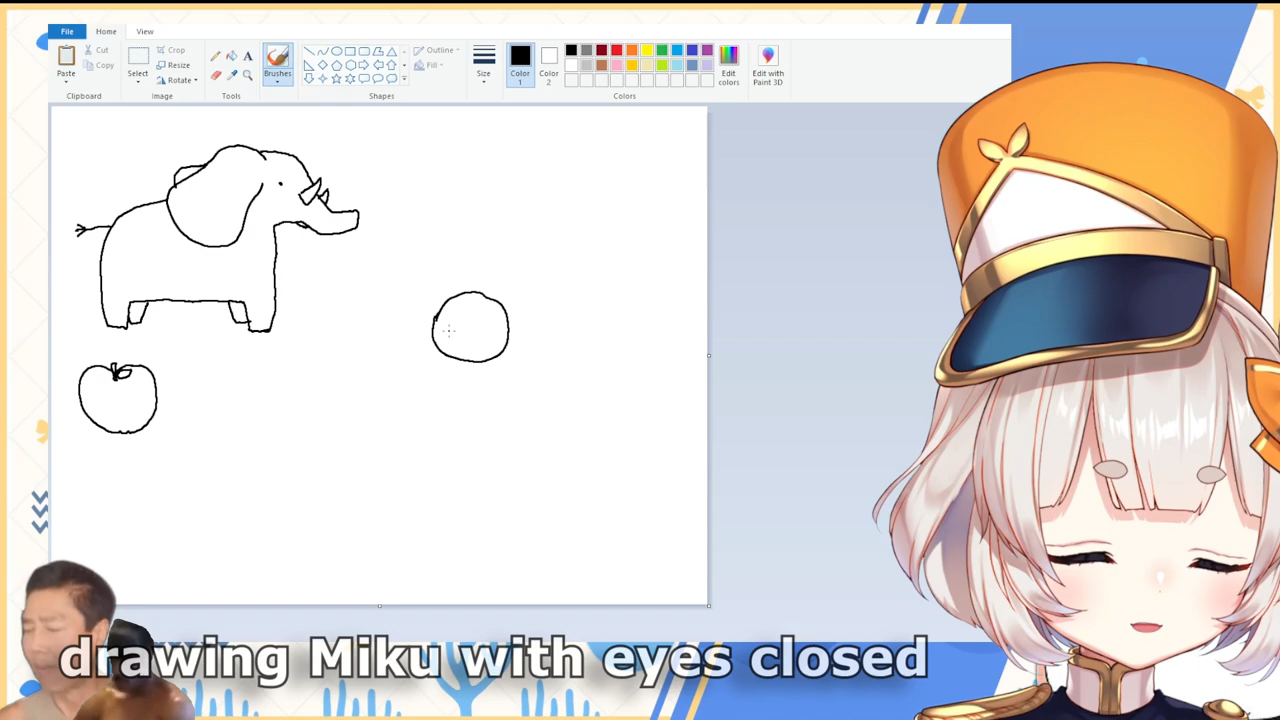 File Home View
Cut Crop Outline
Copy Resize Fill
Paste Select Rotate A Brushes Size Color 1 Color 2 Edit colors Edit with Paint 3D
Clipboard Image Tools Shapes Colors
drawing Miku with eyes closed